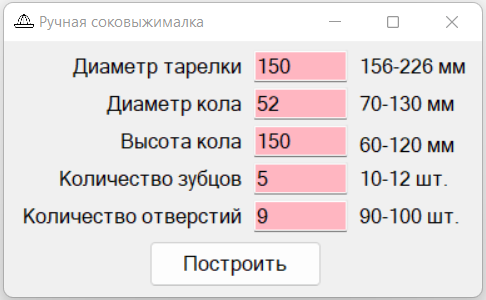 Ручная соковыжималка
Диаметр тарелки 150 156-226 мм
Диаметр кола 52 70-130 мм
Высота кола 150 60-120 мм
Количество зубцов 5 10-12 шт.
Количество отверстий 9 90-100 шт.
Построить